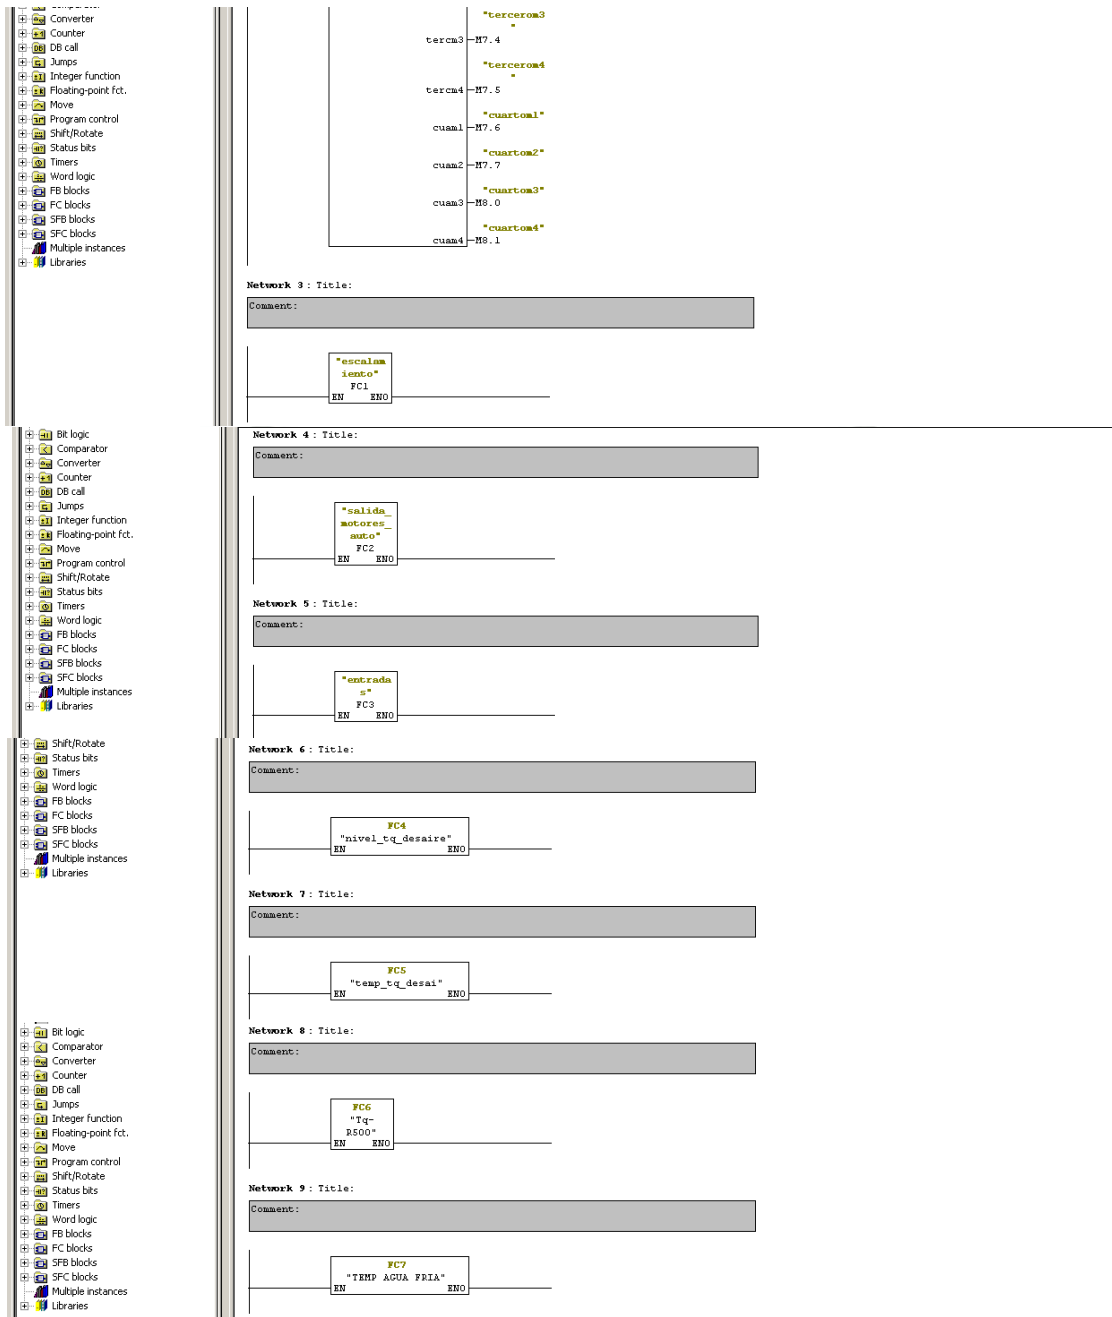 Converter
Counter
DB call
Jumps
Integer function
Floating-point fct.
Move
Program control
Shift/Rotate
Status bits
Timers
Word logic
FB blocks
FC blocks
SFB blocks
SFC blocks
Multiple instances
Libraries
"tercerom3
"
tercm3 M7.4
"tercerom4
"
tercm4 M7.5
"cuartom1"
cuam1 M7.6
"cuartom2"
cuam2 M7.7
"cuartom3"
cuam3 M8.0
"cuartom4"
cuam4 M8.1
Network 3 : Title:
Comment:
"escalam
iento"
FC1
EN ENO
Bit logic
Comparator
Converter
Counter
DB call
Jumps
Integer function
Floating-point fct.
Move
Program control
Shift/Rotate
Status bits
Timers
Word logic
FB blocks
FC blocks
SFB blocks
SFC blocks
Multiple instances
Libraries
Network 4 : Title:
Comment:
"salida_
motores_
auto"
FC2
EN ENO
Network 5 : Title:
Comment:
"entrada
s"
FC3
EN ENO
Shift/Rotate
Status bits
Timers
Word logic
FB blocks
FC blocks
SFB blocks
SFC blocks
Multiple instances
Libraries
Network 6 : Title:
Comment:
FC4
"nivel_tq_desaire"
EN ENO
Network 7 : Title:
Comment:
FC5
"temp_tq_desai"
EN ENO
Bit logic
Comparator
Converter
Counter
DB call
Jumps
Integer function
Floating-point fct.
Move
Program control
Shift/Rotate
Status bits
Timers
Word logic
FB blocks
FC blocks
SFB blocks
SFC blocks
Multiple instances
Libraries
Network 8 : Title:
Comment:
FC6
"Tq-
R500"
EN ENO
Network 9 : Title:
Comment:
FC7
"TEMP AGUA FRIA"
EN ENO